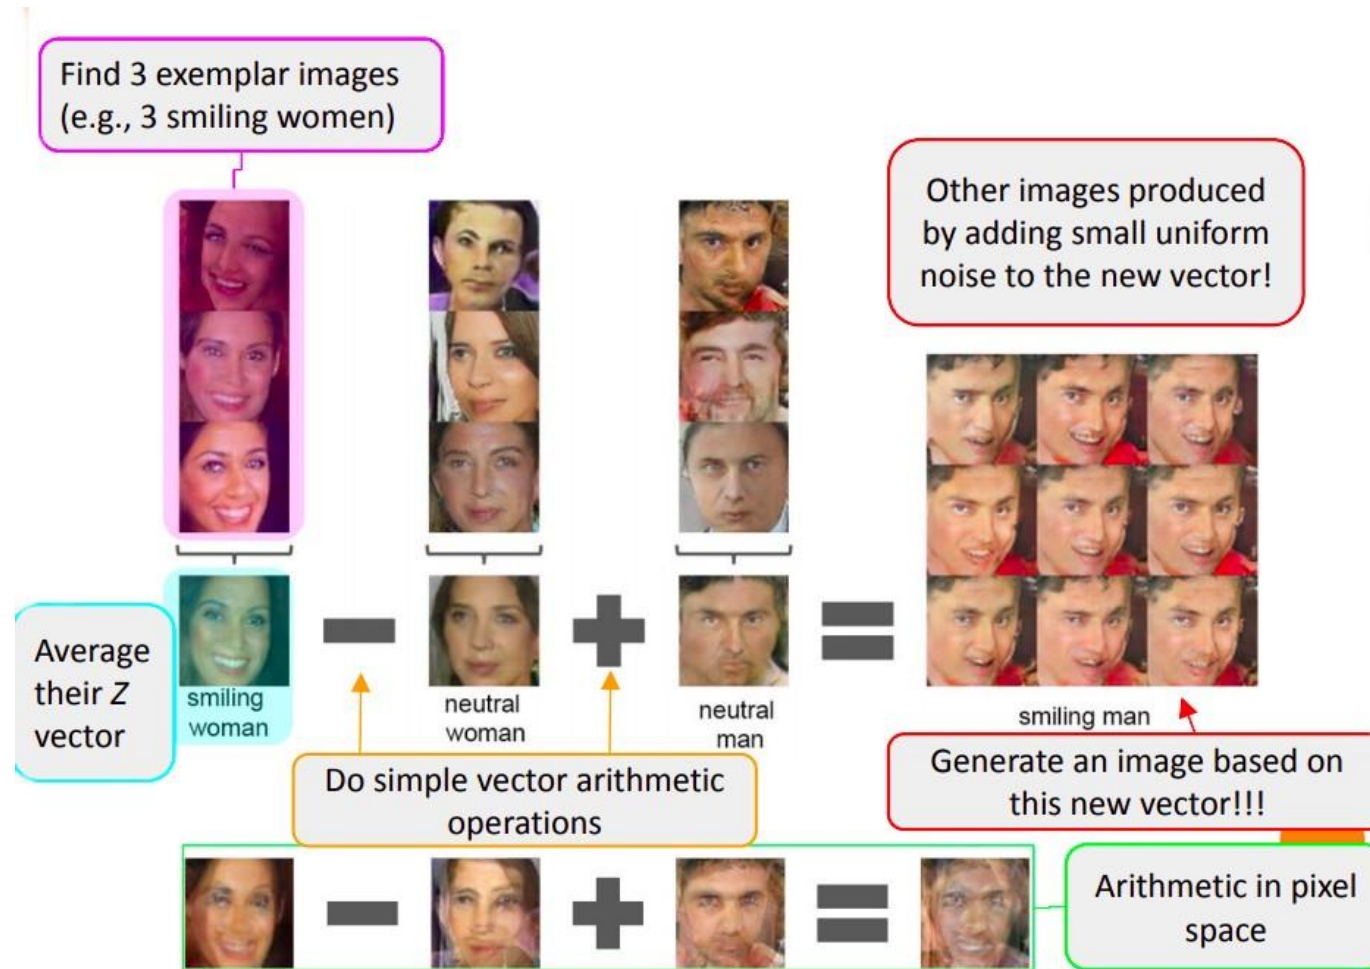 Find 3 exemplar images
(e.g., 3 smiling women)
Other images produced
by adding small uniform
noise to the new vector!
Average
their Z
vector
smiling
woman
neutral
woman
neutral
man
smiling man
Do simple vector arithmetic
operations
Generate an image based on
this new vector!!!
Arithmetic in pixel
space